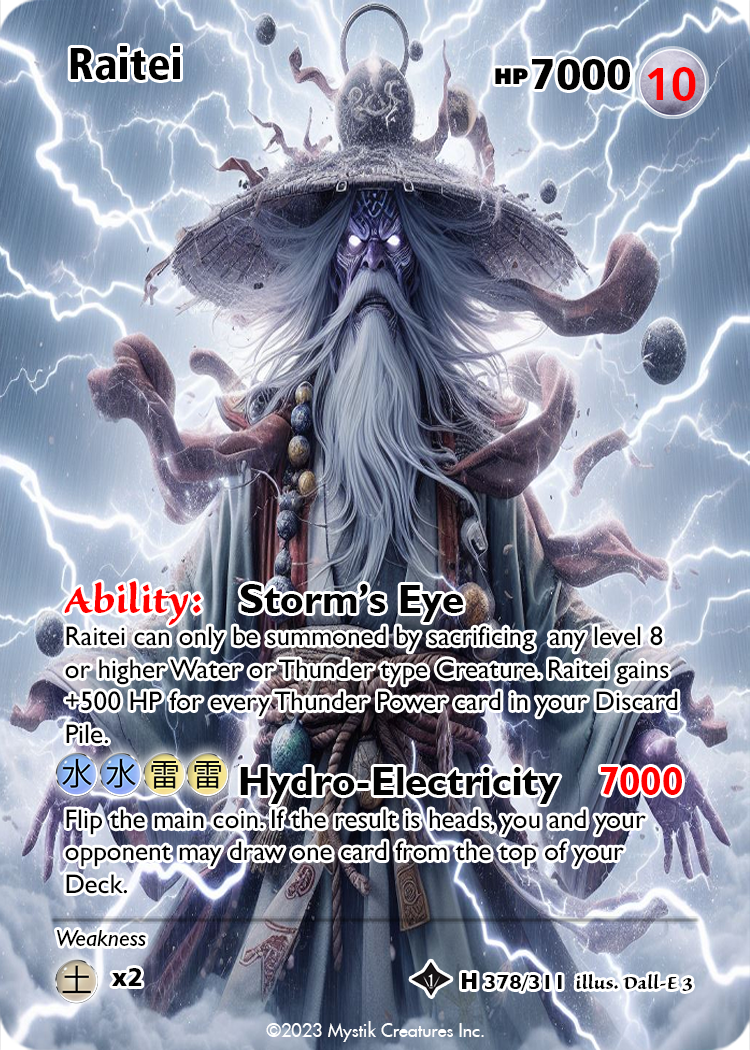 Raitei HP 7000 10
Ability: Storm's Eye
Raitei can only be summoned by sacrificing any level 8
or higher Water or Thunder type Creature. Raitei gains
+500 HP for every Thunder Power card in your Discard
Pile.
水 水 雷 雷 Hydro-Electricity 7000
Flip the main coin. If the result is heads, you and your
opponent may draw one card from the top of your
Deck.
Weakness
土 x2
1 H 378/311 illus. Dall-E 3
©2023 Mystik Creatures Inc.